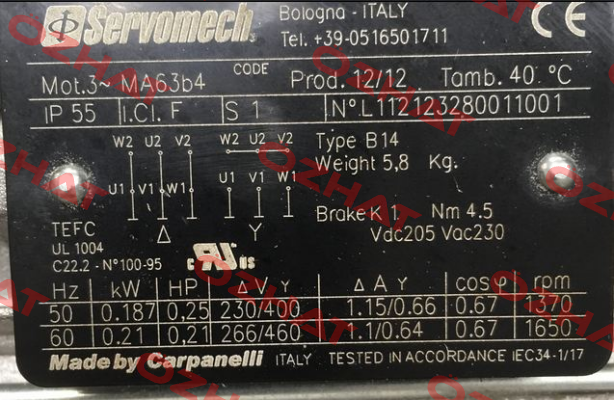 Servomech
Bologna - ITALY
Tel. +39-0516501711
CE
Mot.3~ MA63b4 CODE Prod. 12/12 Tamb. 40 °C
IP 55 I.Cl. F S 1 N°L112123280011001
W2 U2 V2 W2 U2 V2
U1 V1 W1 U1 V1 W1
Δ Y
Type B14
Weight 5,8 Kg.
Brake K 1 Nm 4.5
Vdc205 Vac230
TEFC
UL 1004
C22.2 - N°100-95
c RU us
Hz kW HP Δ V Y Δ A Y cosφ rpm
50 0.187 0,25 230/400 1.15/0.66 0.67 1370
60 0.21 0,21 266/460 1.1/0.64 0.67 1650
Made by Carpanelli ITALY TESTED IN ACCORDANCE IEC34-1/17
OZHAT